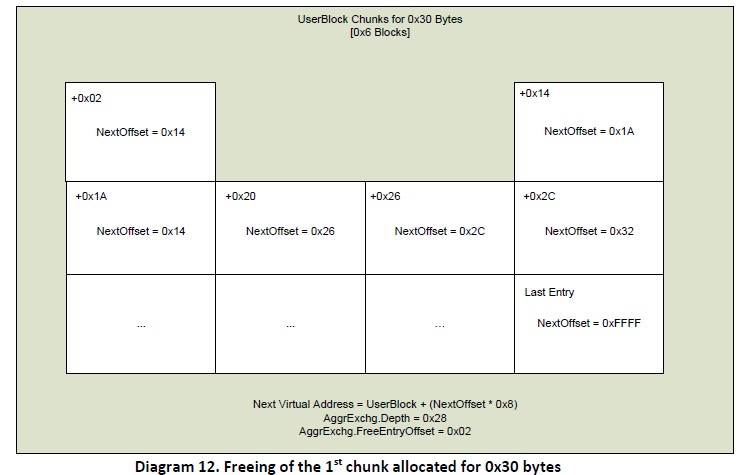 UserBlock Chunks for 0x30 Bytes
[0x6 Blocks]
+0x02
NextOffset = 0x14
+0x14
NextOffset = 0x1A
+0x1A
NextOffset = 0x14
+0x20
NextOffset = 0x26
+0x26
NextOffset = 0x2C
+0x2C
NextOffset = 0x32
...
...
...
Last Entry
NextOffset = 0xFFFF
Next Virtual Address = UserBlock + (NextOffset * 0x8)
AggrExchg.Depth = 0x28
AggrExchg.FreeEntryOffset = 0x02
Diagram 12. Freeing of the 1st chunk allocated for 0x30 bytes